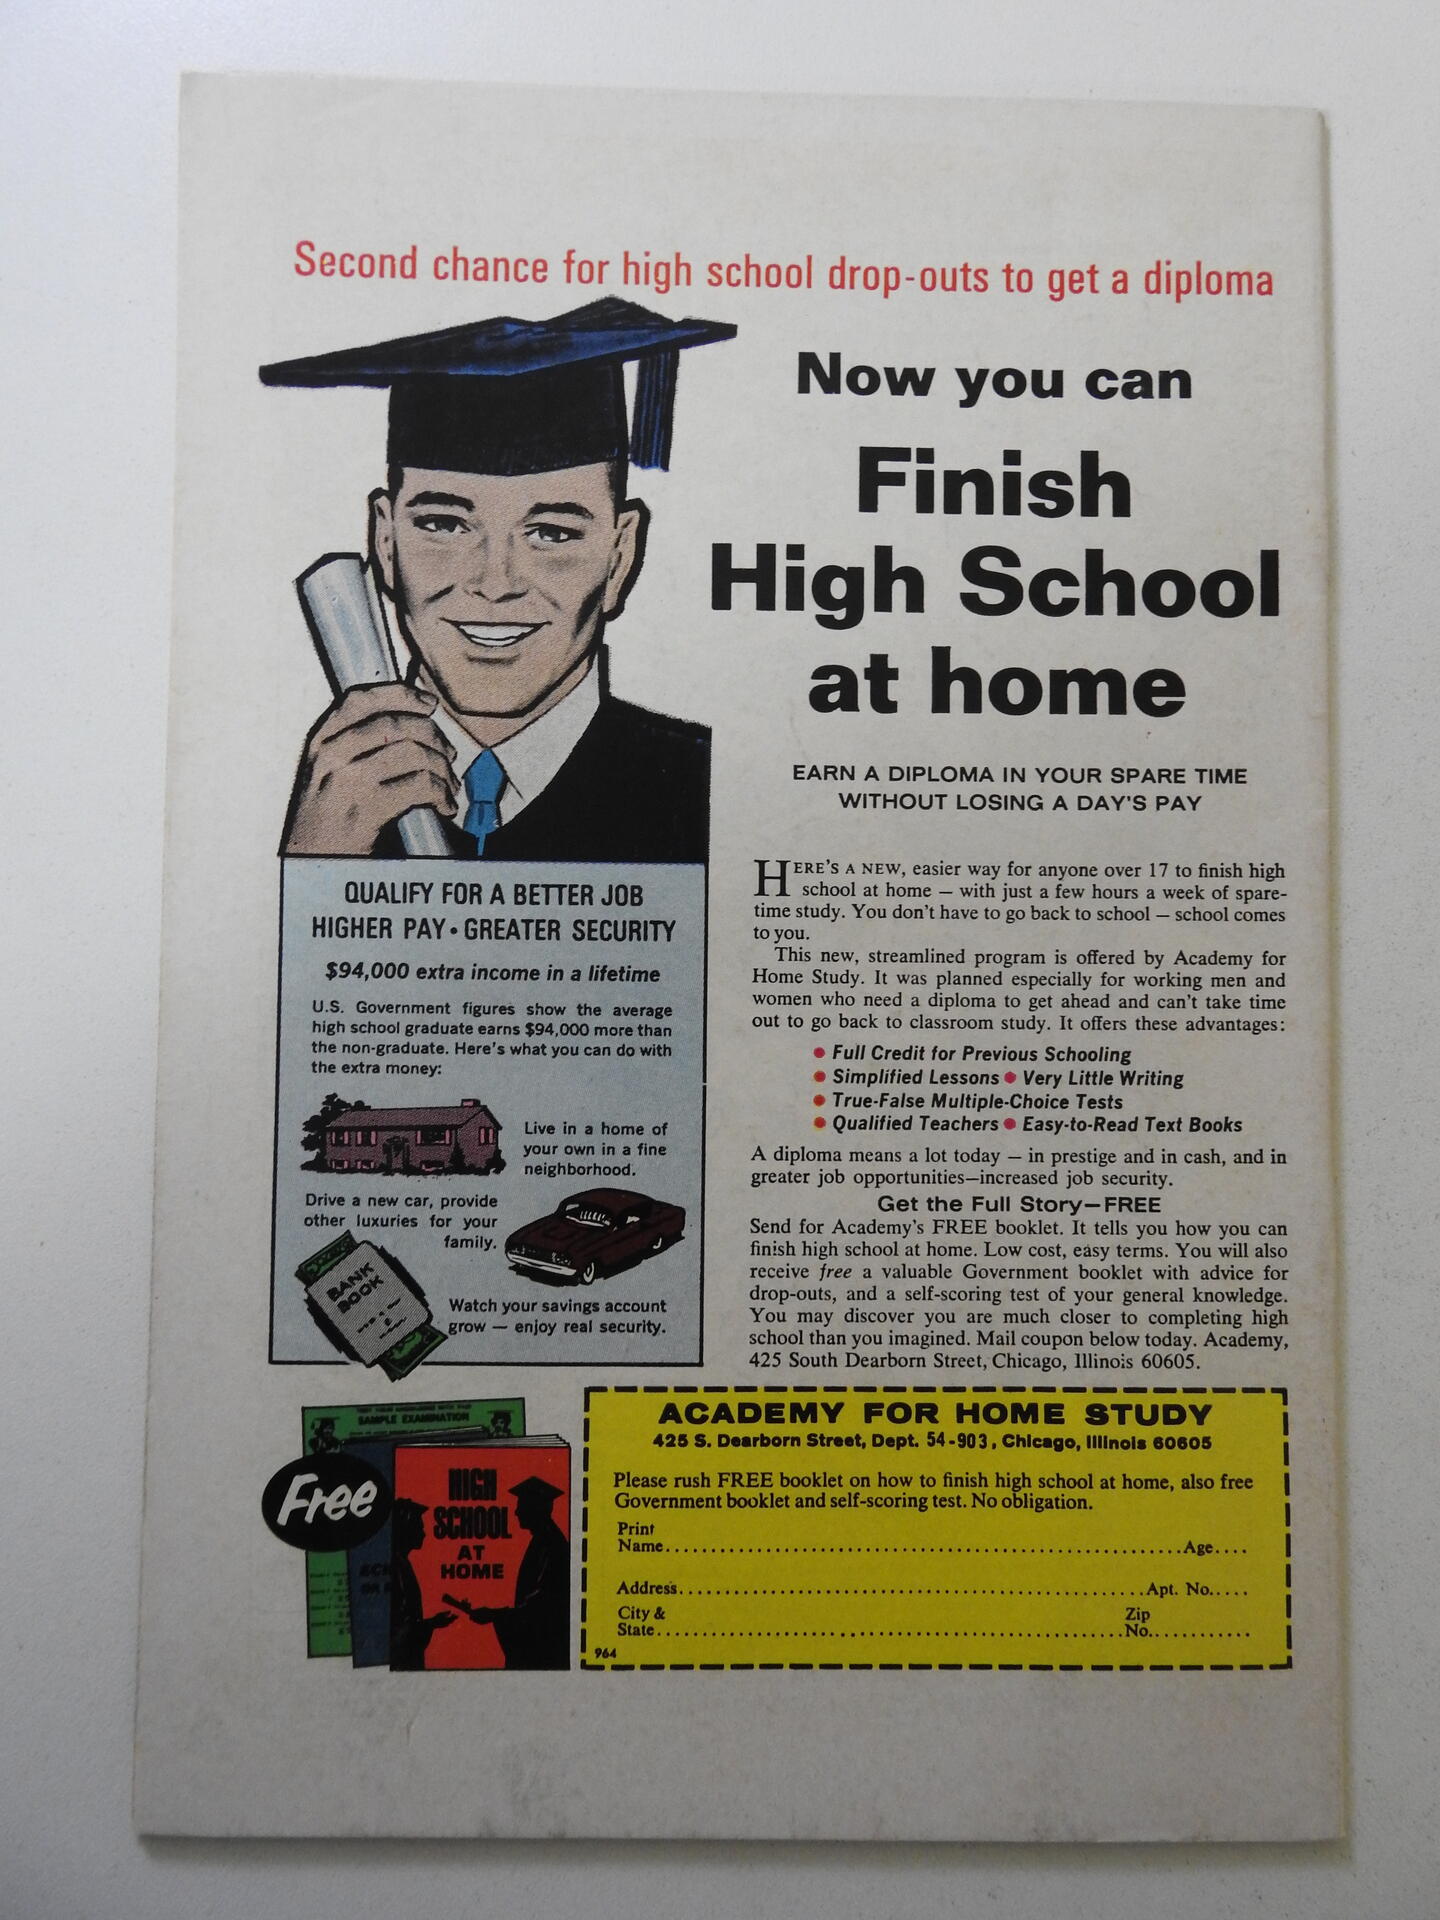 Second chance for high school drop-outs to get a diploma
Now you can
Finish
High School
at home
EARN A DIPLOMA IN YOUR SPARE TIME
WITHOUT LOSING A DAY'S PAY
HERE'S A NEW, easier way for anyone over 17 to finish high
school at home — with just a few hours a week of spare-
time study. You don't have to go back to school — school comes
to you.
This new, streamlined program is offered by Academy for
Home Study. It was planned especially for working men and
women who need a diploma to get ahead and can't take time
out to go back to classroom study. It offers these advantages:
• Full Credit for Previous Schooling
• Simplified Lessons • Very Little Writing
• True-False Multiple-Choice Tests
• Qualified Teachers • Easy-to-Read Text Books
A diploma means a lot today — in prestige and in cash, and in
greater job opportunities—increased job security.
Get the Full Story—FREE
Send for Academy's FREE booklet. It tells you how you can
finish high school at home. Low cost, easy terms. You will also
receive free a valuable Government booklet with advice for
drop-outs, and a self-scoring test of your general knowledge.
You may discover you are much closer to completing high
school than you imagined. Mail coupon below today. Academy,
425 South Dearborn Street, Chicago, Illinois 60605.
QUALIFY FOR A BETTER JOB
HIGHER PAY • GREATER SECURITY
$94,000 extra income in a lifetime
U.S. Government figures show the average
high school graduate earns $94,000 more than
the non-graduate. Here's what you can do with
the extra money:
Live in a home of
your own in a fine
neighborhood.
Drive a new car, provide
other luxuries for your
family.
BANK
BOOK
Watch your savings account
grow — enjoy real security.
SAMPLE EXAMINATION
Free
HIGH
SCHOOL
AT
HOME
ACADEMY FOR HOME STUDY
425 S. Dearborn Street, Dept. 54-903, Chicago, Illinois 60605
Please rush FREE booklet on how to finish high school at home, also free
Government booklet and self-scoring test. No obligation.
Print
Name.......... Age....
Address.......... Apt. No.....
City & Zip
State.......... No..........
964